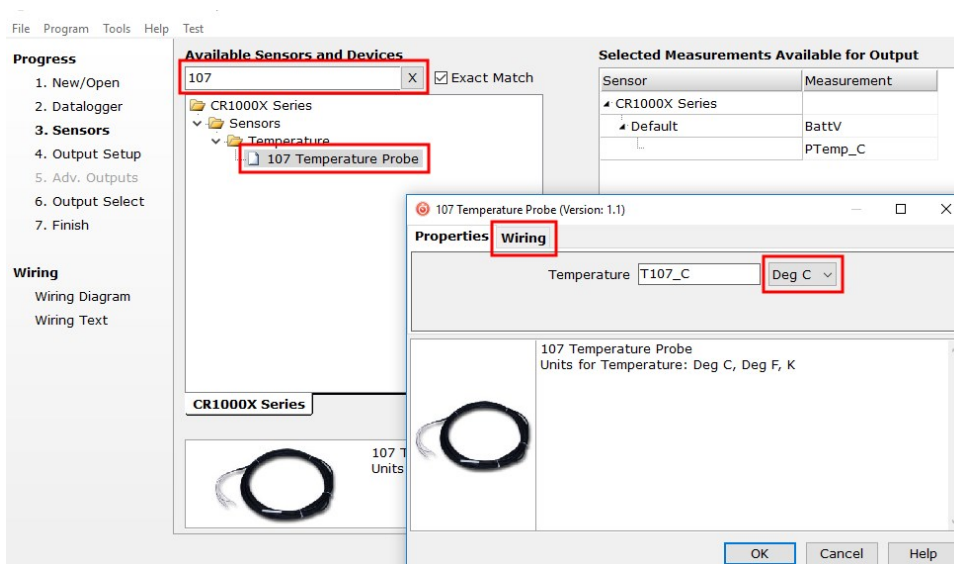 File Program Tools Help Test
Progress
1. New/Open
2. Datalogger
3. Sensors
4. Output Setup
5. Adv. Outputs
6. Output Select
7. Finish
Wiring
Wiring Diagram
Wiring Text
Available Sensors and Devices
107 X Exact Match
CR1000X Series
Sensors
Temperature
107 Temperature Probe
CR1000X Series
107 T
Units
Selected Measurements Available for Output
Sensor Measurement
CR1000X Series
Default BattV
PTemp_C
107 Temperature Probe (Version: 1.1)
Properties Wiring
Temperature T107_C Deg C
107 Temperature Probe
Units for Temperature: Deg C, Deg F, K
OK Cancel Help